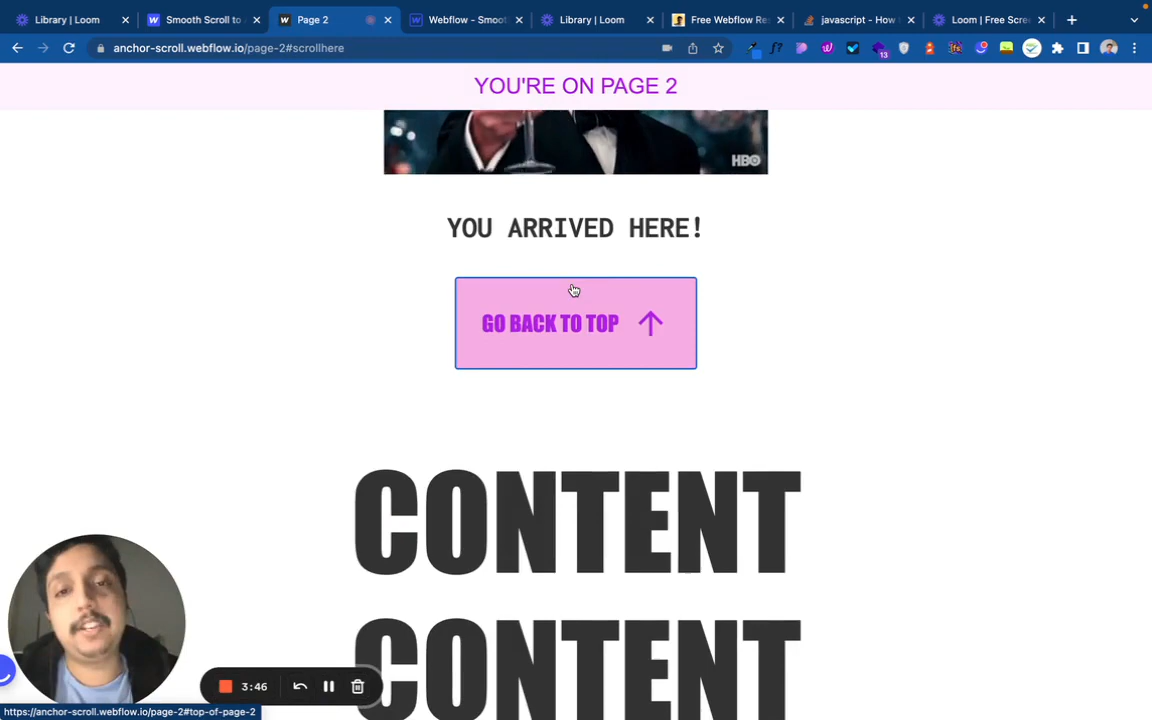 Library | Loom
Smooth Scroll to
Page 2
Webflow - Smoot
Library | Loom
Free Webflow Re
javascript - How
Loom | Free Scre
anchor-scroll.webflow.io/page-2#scrollhere
13
YOU'RE ON PAGE 2
HBO
YOU ARRIVED HERE!
GO BACK TO TOP
CONTENT
CONTENT
3:46
https://anchor-scroll.webflow.io/page-2#top-of-page-2